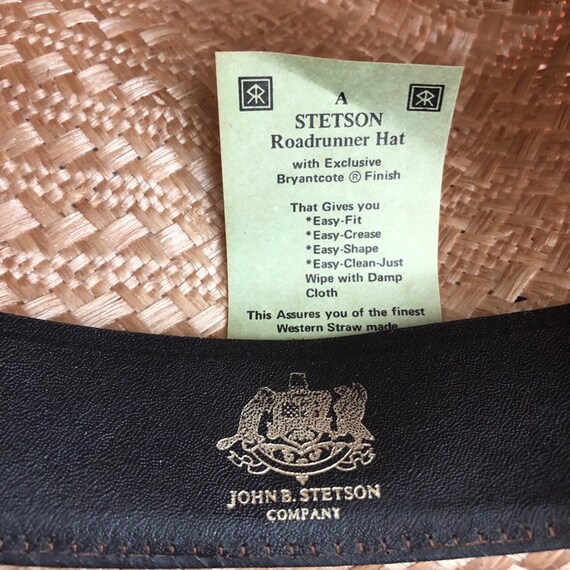 A
STETSON
Roadrunner Hat
with Exclusive
Bryantcote ® Finish
That Gives you
*Easy-Fit
*Easy-Crease
*Easy-Shape
*Easy-Clean-Just
Wipe with Damp
Cloth
This Assures you of the finest
Western Straw made
JOHN B. STETSON
COMPANY